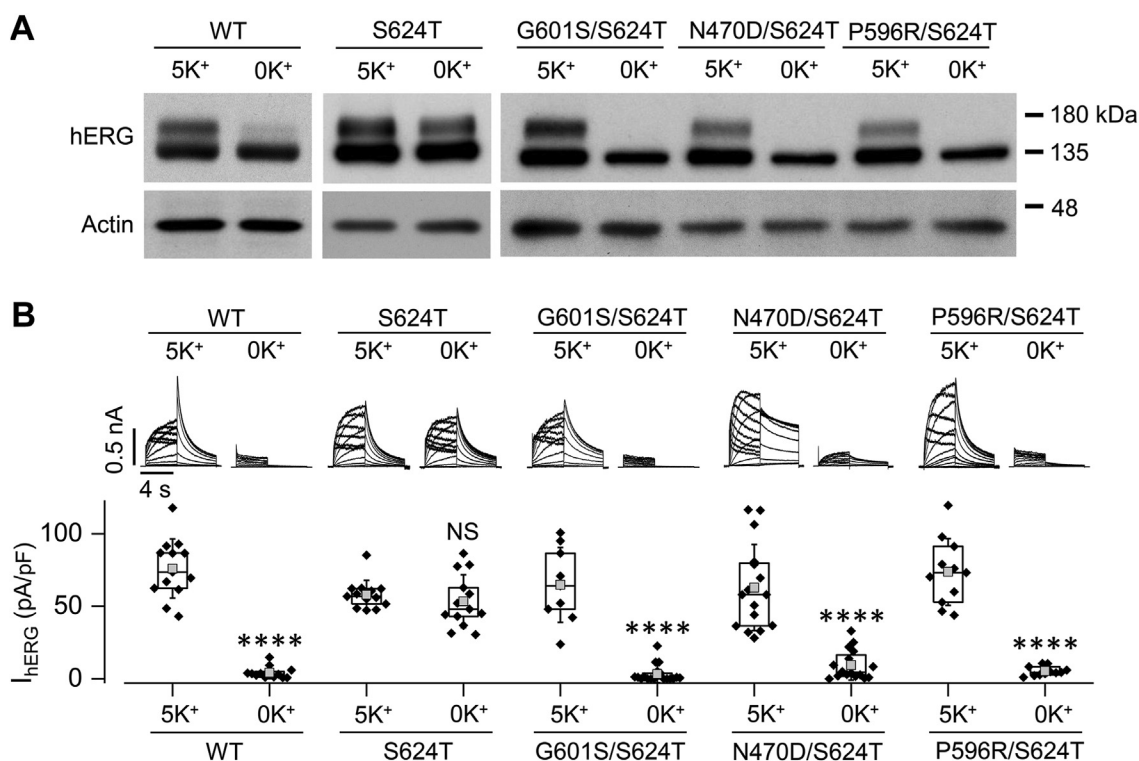 A
WT S624T G601S/S624T N470D/S624T P596R/S624T
5K⁺ 0K⁺ 5K⁺ 0K⁺ 5K⁺ 0K⁺ 5K⁺ 0K⁺ 5K⁺ 0K⁺
hERG
180 kDa
135
Actin
48
B
WT S624T G601S/S624T N470D/S624T P596R/S624T
5K⁺ 0K⁺ 5K⁺ 0K⁺ 5K⁺ 0K⁺ 5K⁺ 0K⁺ 5K⁺ 0K⁺
0.5 nA
4 s
IhERG (pA/pF)
100
50
0
**** NS **** **** ****
5K⁺ 0K⁺ 5K⁺ 0K⁺ 5K⁺ 0K⁺ 5K⁺ 0K⁺ 5K⁺ 0K⁺
WT S624T G601S/S624T N470D/S624T P596R/S624T